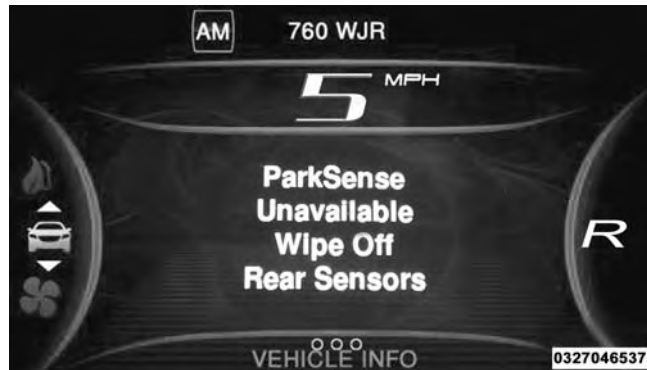 AM 760 WJR
5 MPH
ParkSense
Unavailable
Wipe Off
Rear Sensors
R
VEHICLE INFO
0327046537